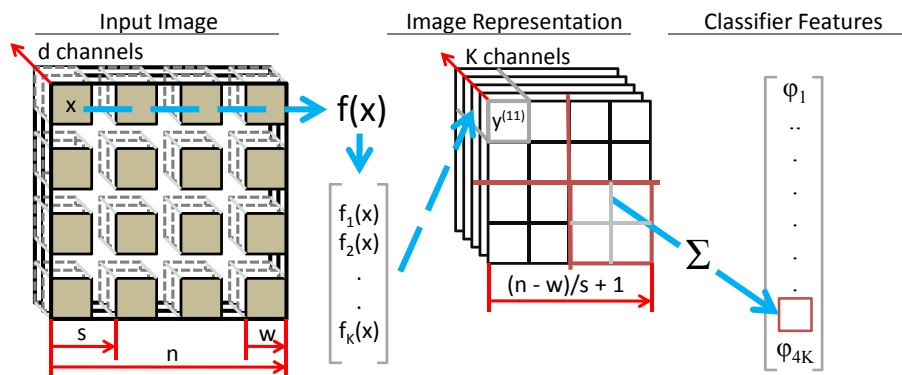 Input Image
Image Representation
Classifier Features
d channels
K channels
x
f(x)
y(11)
f1(x)
f2(x)
.
.
fK(x)
(n - w)/s + 1
Σ
s
w
n
φ1
..
.
.
.
.
.
.
φ4K